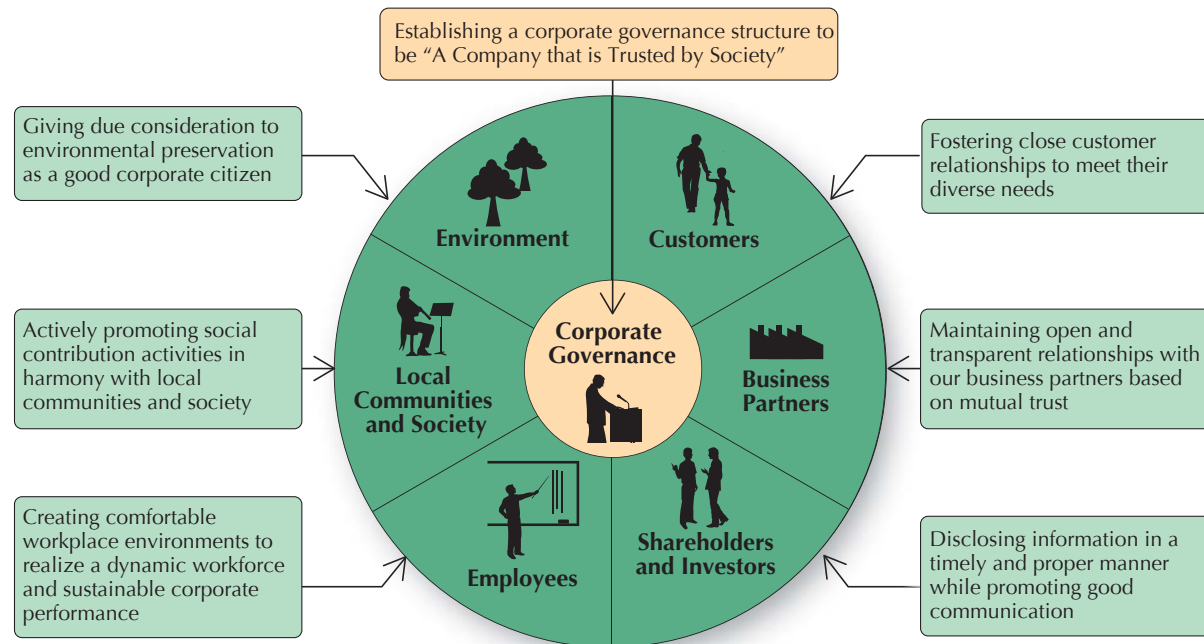 Establishing a corporate governance structure to
be “A Company that is Trusted by Society”
Giving due consideration to
environmental preservation
as a good corporate citizen
Fostering close customer
relationships to meet their
diverse needs
Environment
Customers
Actively promoting social
contribution activities in
harmony with local
communities and society
Local
Communities
and Society
Corporate
Governance
Business
Partners
Maintaining open and
transparent relationships with
our business partners based
on mutual trust
Creating comfortable
workplace environments to
realize a dynamic workforce
and sustainable corporate
performance
Employees
Shareholders
and Investors
Disclosing information in a
timely and proper manner
while promoting good
communication